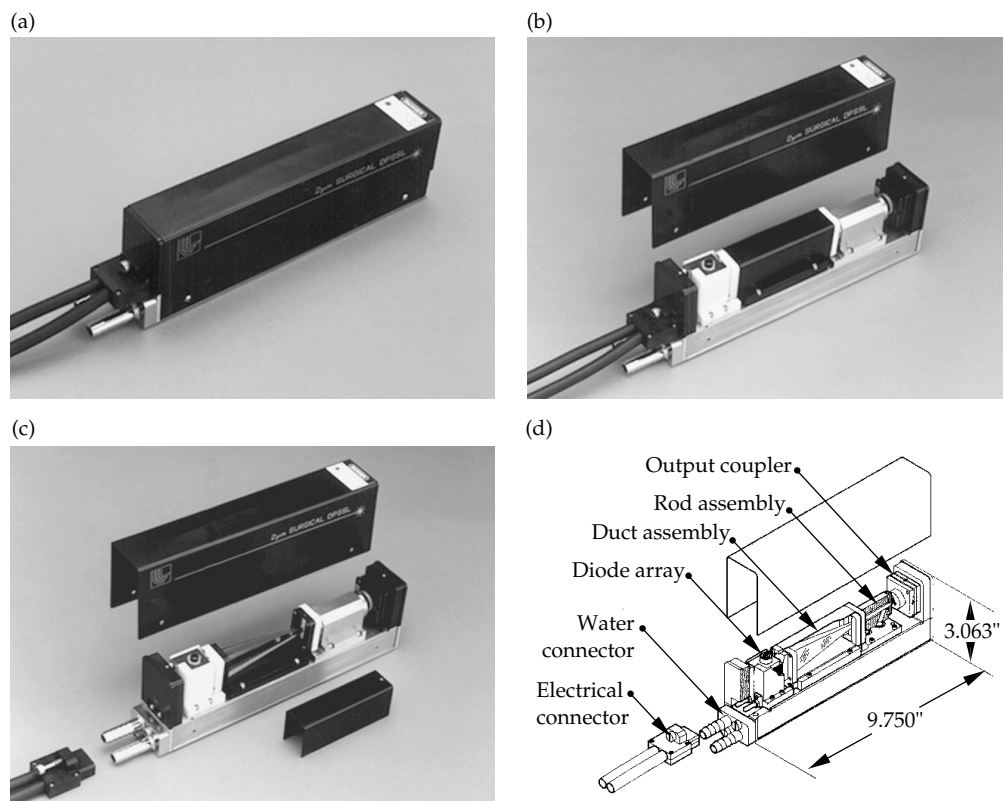 (a)
2μm SURGICAL DPSSL
(b)
2μm SURGICAL DPSSL
(c)
2μm SURGICAL DPSSL
(d)
Output coupler
Rod assembly
Duct assembly
Diode array
Water
connector
Electrical
connector
3.063"
9.750"